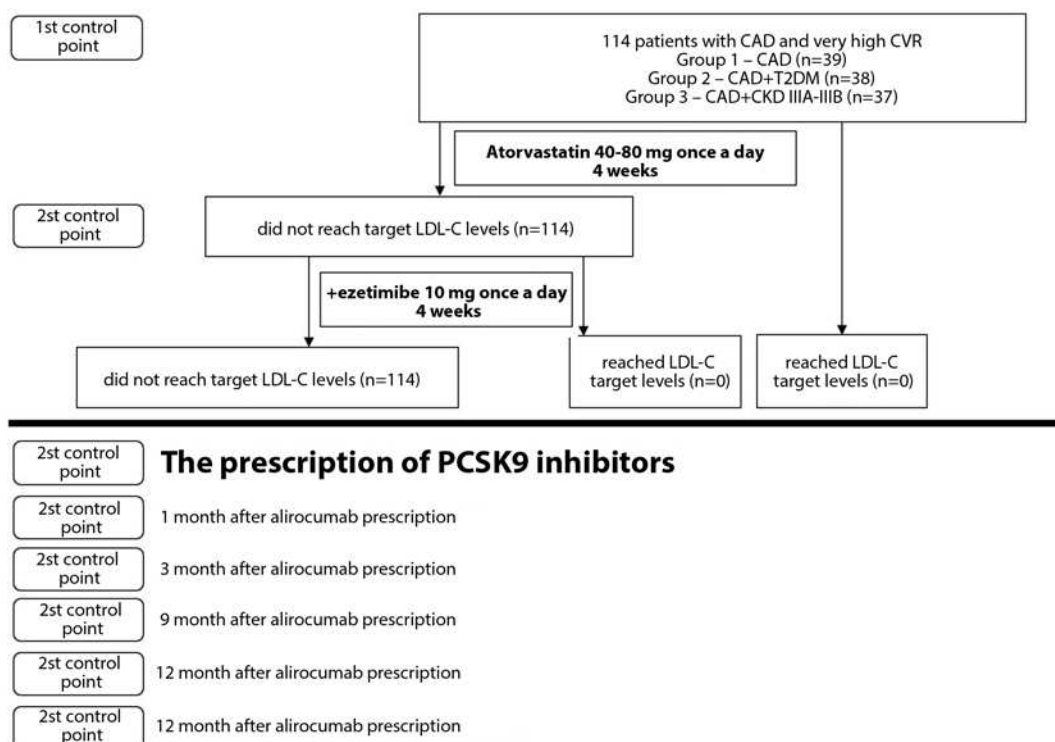 1st control
point
114 patients with CAD and very high CVR
Group 1 – CAD (n=39)
Group 2 – CAD+T2DM (n=38)
Group 3 – CAD+CKD IIIA-IIIB (n=37)
Atorvastatin 40-80 mg once a day
4 weeks
2st control
point
did not reach target LDL-C levels (n=114)
+ezetimibe 10 mg once a day
4 weeks
did not reach target LDL-C levels (n=114)
reached LDL-C
target levels (n=0)
reached LDL-C
target levels (n=0)
2st control
point
The prescription of PCSK9 inhibitors
2st control
point
1 month after alirocumab prescription
2st control
point
3 month after alirocumab prescription
2st control
point
9 month after alirocumab prescription
2st control
point
12 month after alirocumab prescription
2st control
point
12 month after alirocumab prescription